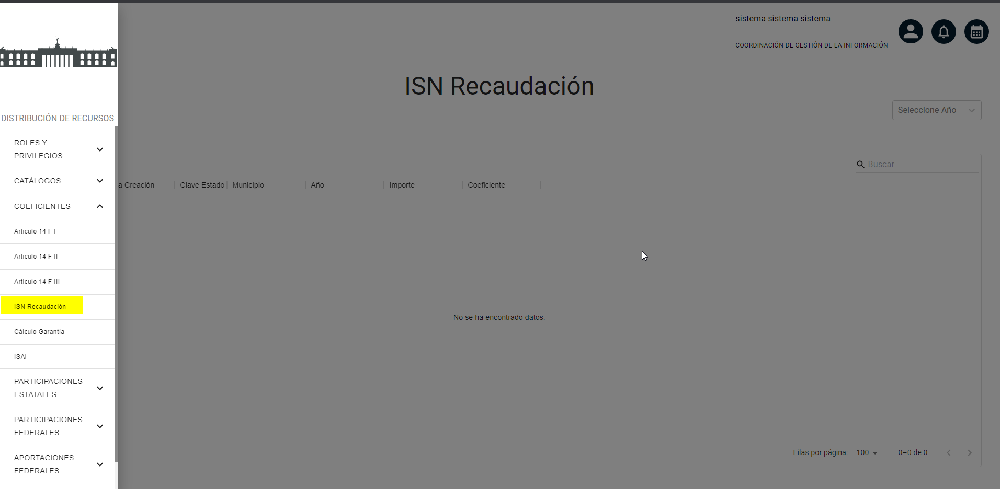 sistema sistema sistema
COORDINACIÓN DE GESTIÓN DE LA INFORMACIÓN
ISN Recaudación
Seleccione Año
DISTRIBUCIÓN DE RECURSOS
ROLES Y
PRIVILEGIOS
CATÁLOGOS
COEFICIENTES
Articulo 14 F I
Articulo 14 F II
Articulo 14 F III
ISN Recaudación
Cálculo Garantía
ISAI
PARTICIPACIONES
ESTATALES
PARTICIPACIONES
FEDERALES
APORTACIONES
FEDERALES
Buscar
a Creación Clave Estado Municipio Año Importe Coeficiente
No se ha encontrado datos.
Filas por página: 100 0–0 de 0